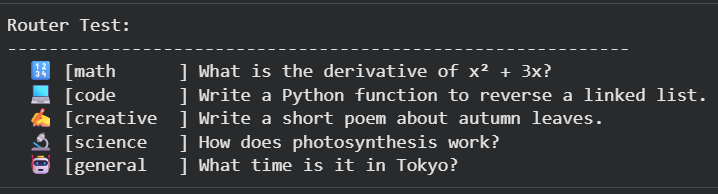 Router Test:
------------------------------------------------------------
🔢 [math      ] What is the derivative of x² + 3x?
💻 [code      ] Write a Python function to reverse a linked list.
✍️ [creative  ] Write a short poem about autumn leaves.
🔬 [science   ] How does photosynthesis work?
🤖 [general   ] What time is it in Tokyo?